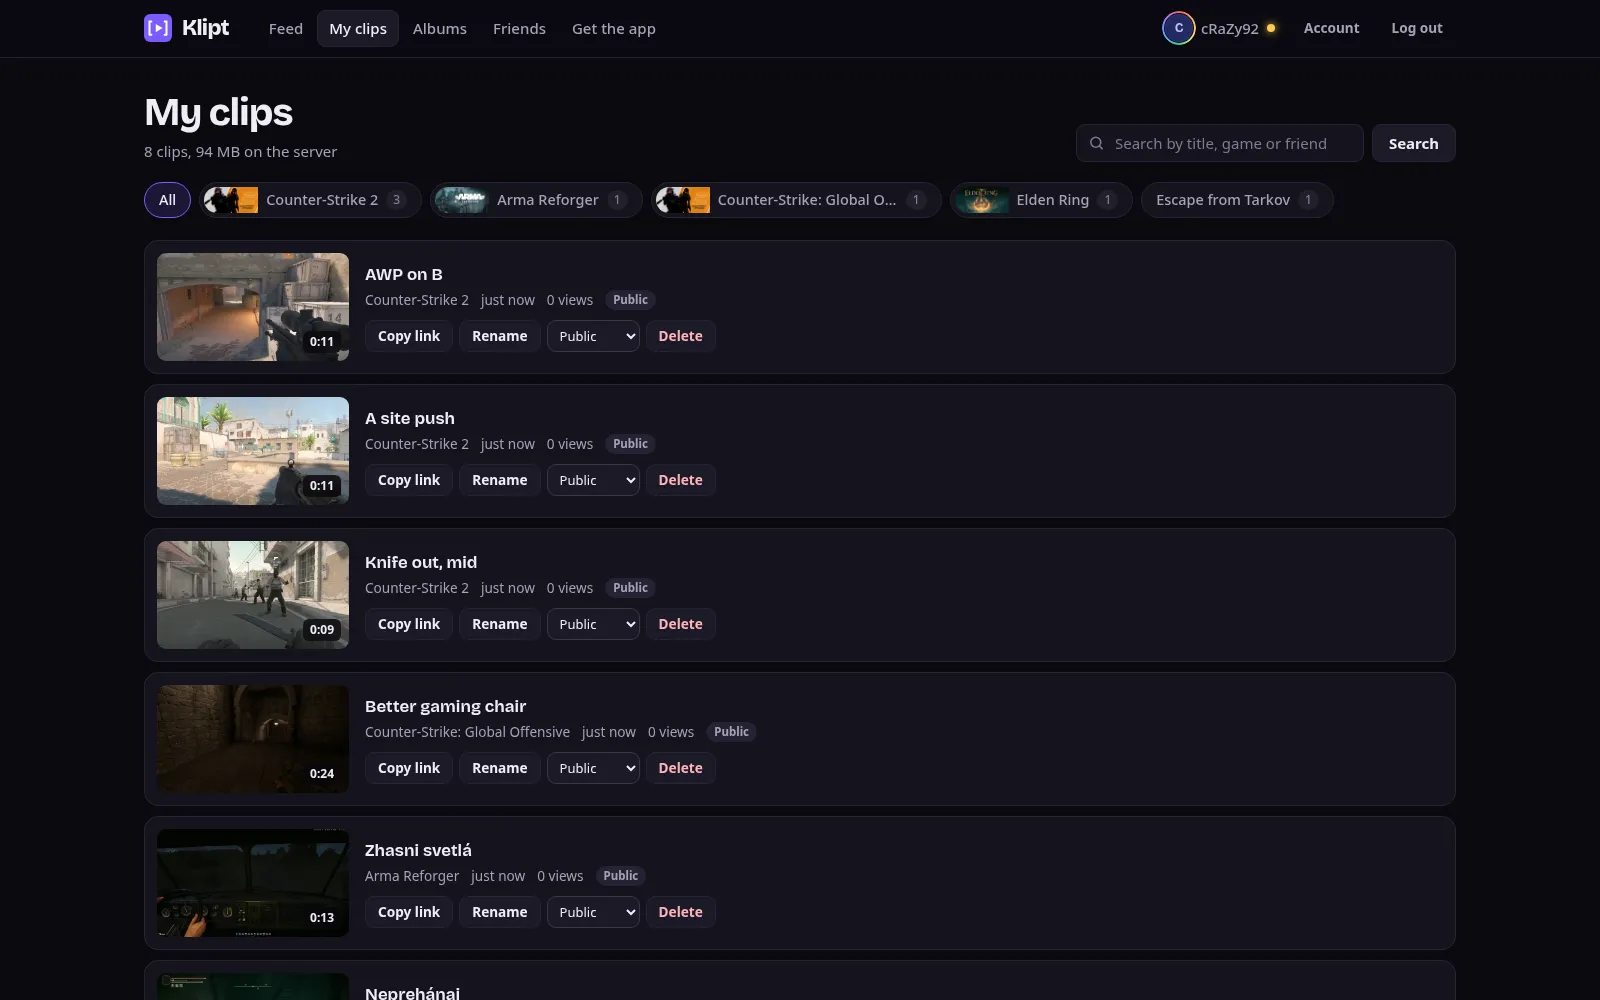 Klipt
Feed
My clips
Albums
Friends
Get the app
C
cRaZy92
Account
Log out
My clips
8 clips, 94 MB on the server
Search by title, game or friend
Search
All
Counter-Strike 2 3
Arma Reforger 1
Counter-Strike: Global O... 1
Elden Ring 1
Escape from Tarkov 1
AWP on B
Counter-Strike 2 just now 0 views Public
0:11
Copy link Rename Public Delete
A site push
Counter-Strike 2 just now 0 views Public
0:11
Copy link Rename Public Delete
Knife out, mid
Counter-Strike 2 just now 0 views Public
0:09
Copy link Rename Public Delete
Better gaming chair
Counter-Strike: Global Offensive just now 0 views Public
0:24
Copy link Rename Public Delete
Zhasni svetlá
Arma Reforger just now 0 views Public
0:13
Copy link Rename Public Delete
Neprehánaj